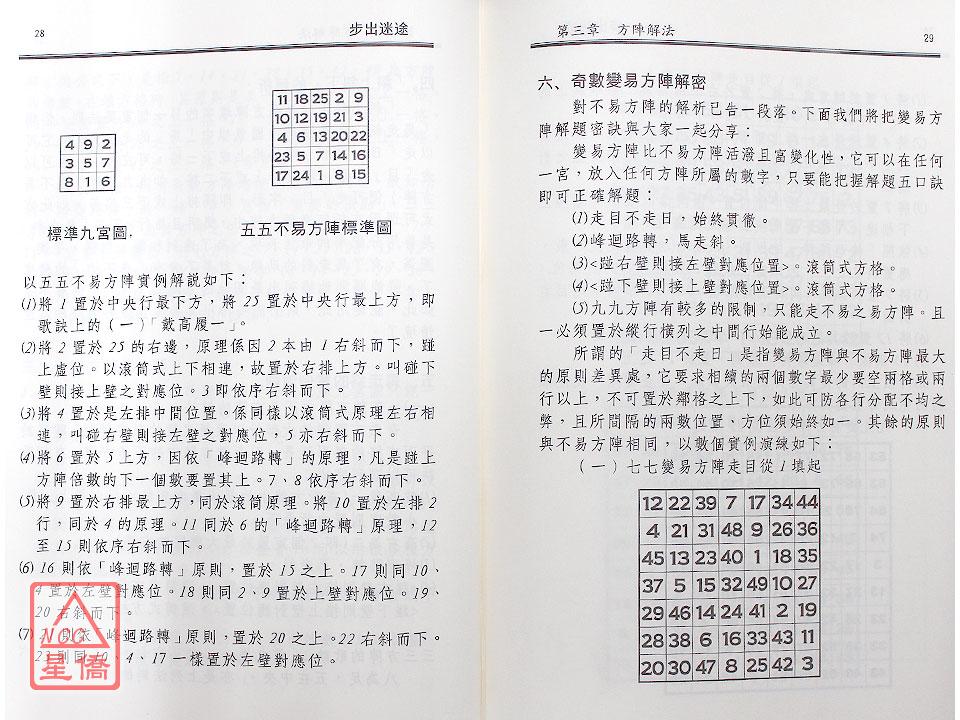 28
步出迷途
4 9 2
3 5 7
8 1 6
標準九宮圖.
11 18 25 2 9
10 12 19 21 3
4 6 13 20 22
23 5 7 14 16
17 24 1 8 15
五五不易方陣標準圖
以五五不易方陣實例解說如下：
(1)將 1 置於中央行最下方，將 25 置於中央行最上方，即
歌訣上的 (一)「戴高履一」。
(2)將 2 置於 25 的右邊，原理係因 2 本由 1 右斜而下，踫
上虛位。以滾筒式上下相連，故置於右排上方。叫碰下
壁則接上壁之對應位。3 即依序右斜而下。
(3)將 4 置於是左排中間位置。係同樣以滾筒式原理左右相
連，叫碰右壁則接左壁之對應位，5 亦右斜而下。
(4)將 6 置於 5 上方，因依「峰迴路轉」的原理，凡是踫上
方陣倍數的下一個數要置其上。7、8 依序右斜而下。
(5)將 9 置於右排最上方，同於滾筒原理。將 10 置於左排 2
行，同於 4 的原理。11 同於 6 的「峰迴路轉」原理，12
至 15 則依序右斜而下。
(6) 16 則依「峰迴路轉」原則，置於 15 之上。17 則同 10、
4 置於左壁對應位。18 則同 2、9 置於上壁對應位。19、
20 右斜而下。
(7) 則依「峰迴路轉」原則，置於 20 之上。22 右斜而下。
23 則同 10、4、17 一樣置於左壁對應位。
NCC
星僑
第三章 方陣解法
29
六、奇數變易方陣解密
對不易方陣的解析已告一段落。下面我們將把變易方
陣解題密訣與大家一起分享：
變易方陣比不易方陣活潑且富變化性，它可以在任何
一宮，放入任何方陣所屬的數字，只要能把握解題五口訣
即可正確解題：
(1)走目不走日，始終貫徹。
(2)峰迴路轉，馬走斜。
(3)<踫右壁則接左壁對應位置>。滾筒式方格。
(4)<踫下壁則接上壁對應位置>。滾筒式方格。
(5)九九方陣有較多的限制，只能走不易之易方陣。且
一必須置於縱行橫列之中間行始能成立。
所謂的「走目不走日」是指變易方陣與不易方陣最大
的原則差異處，它要求相續的兩個數字最少要空兩格或兩
行以上，不可置於鄰格之上下，如此可防各行分配不均之
弊，且所間隔的兩數位置、方位須始終如一。其餘的原則
與不易方陣相同，以數個實例演練如下：
(一) 七七變易方陣走目從 1 填起
12 22 39 7 17 34 44
4 21 31 48 9 26 36
45 13 23 40 1 18 35
37 5 15 32 49 10 27
29 46 14 24 41 2 19
28 38 6 16 33 43 11
20 30 47 8 25 42 3